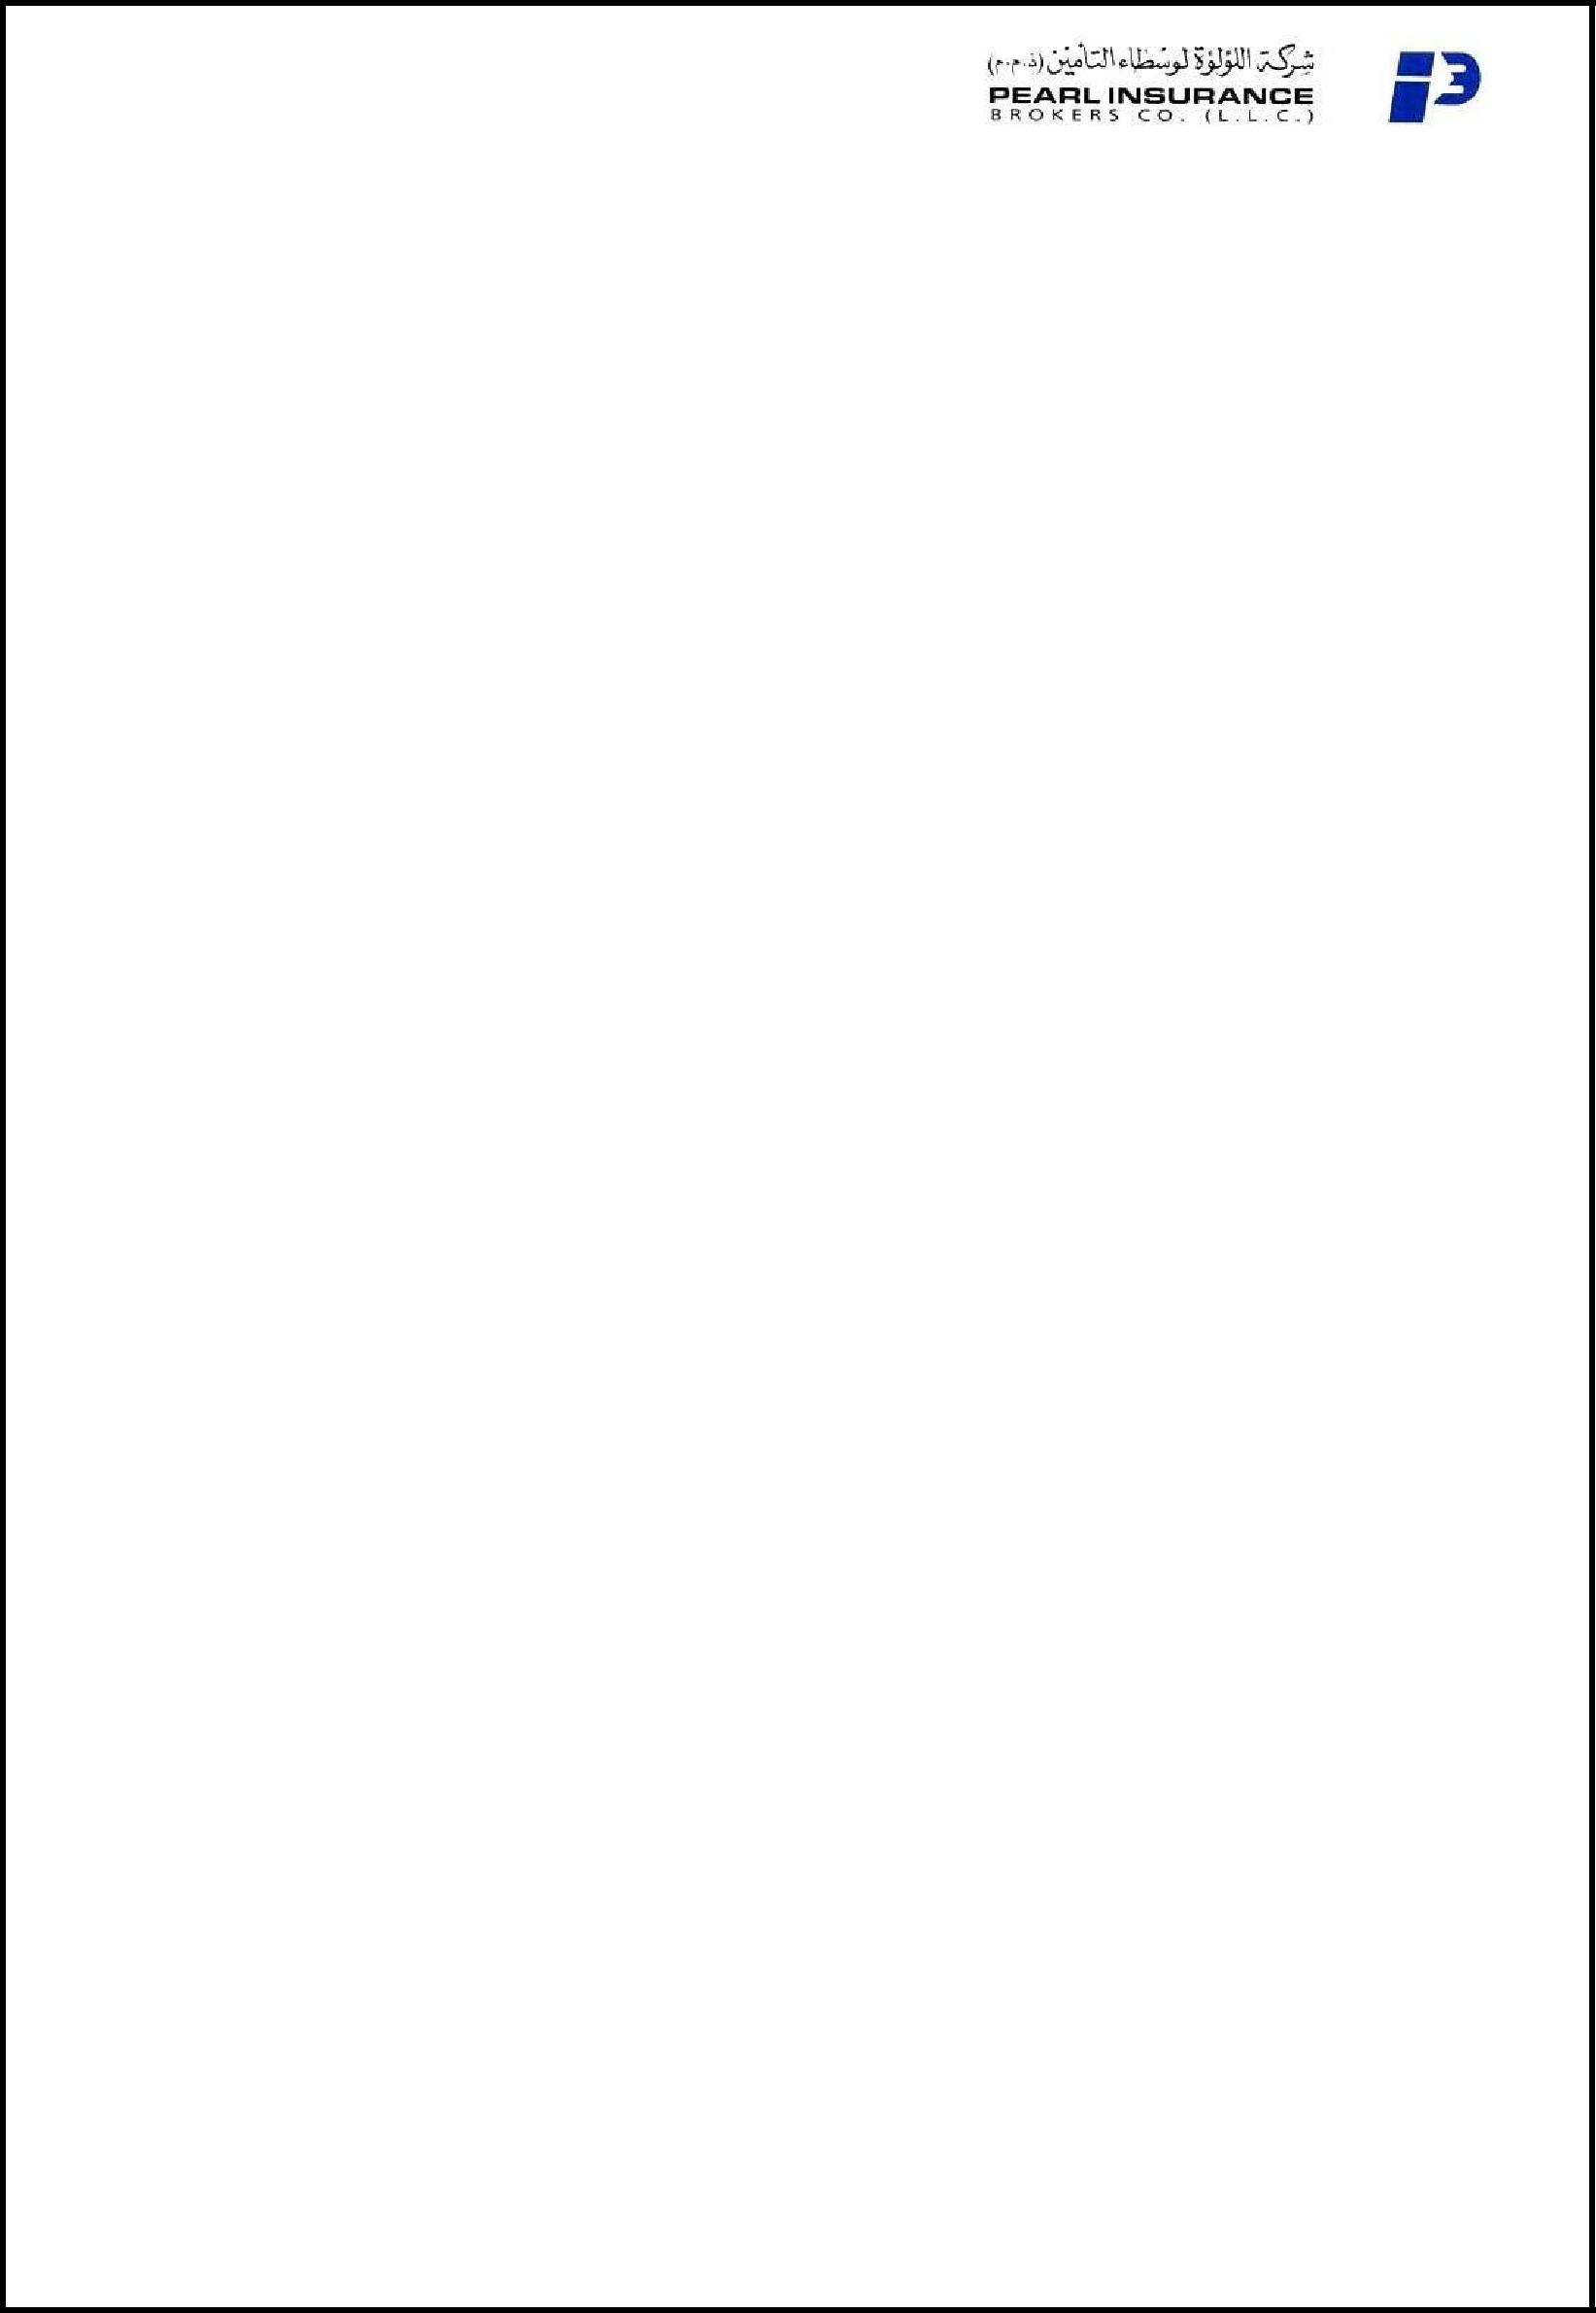 شركة اللؤلؤة لوسطاء التأمين (ذ.م.م)
PEARL INSURANCE
BROKERS CO. (L.L.C.)